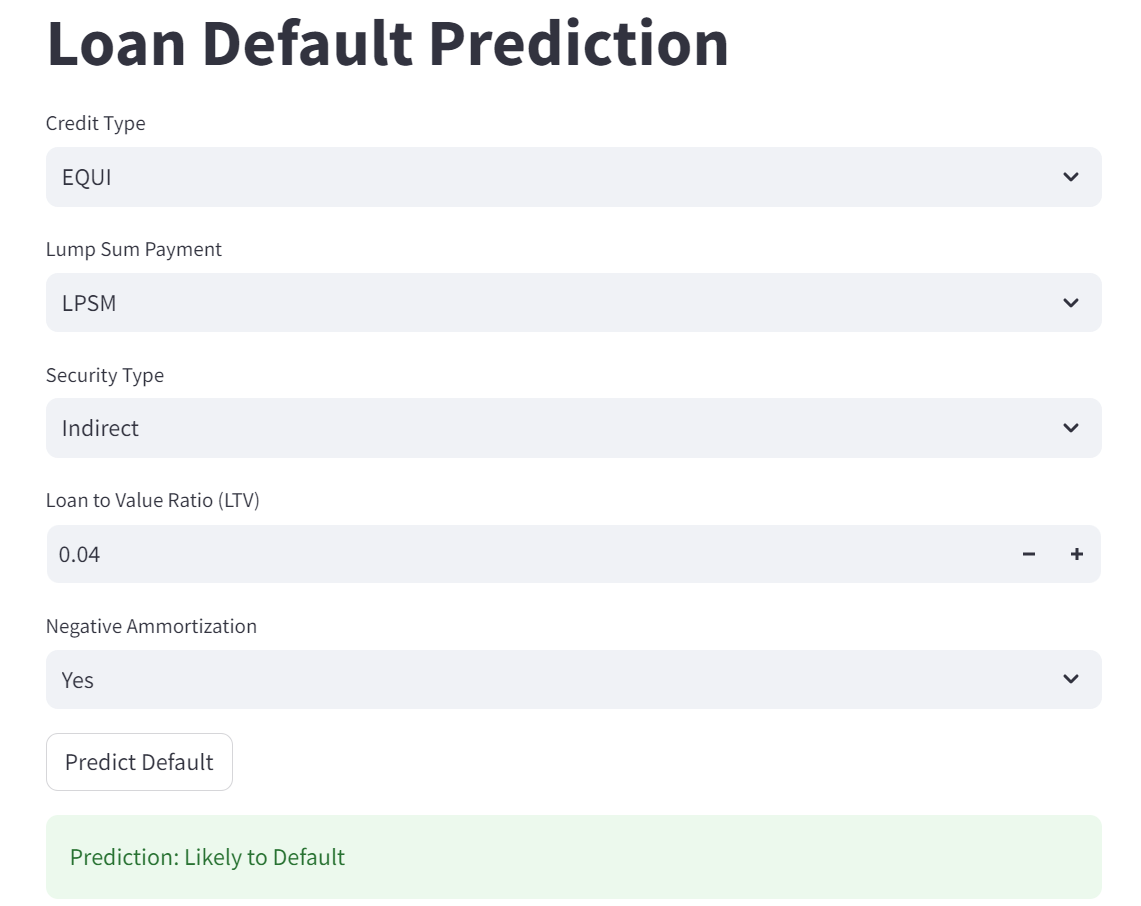 Loan Default Prediction
Credit Type
EQUI
Lump Sum Payment
LPSM
Security Type
Indirect
Loan to Value Ratio (LTV)
0.04
Negative Ammortization
Yes
Predict Default
Prediction: Likely to Default